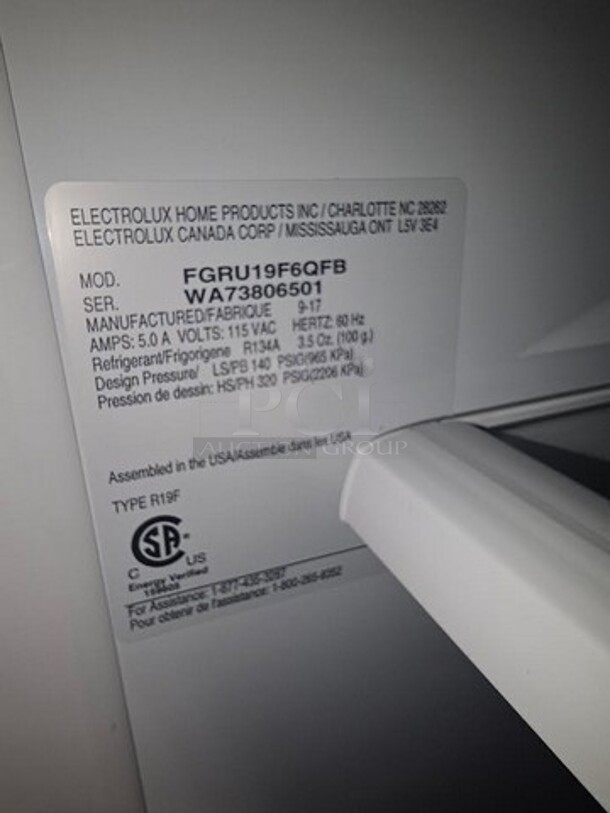 ELECTROLUX HOME PRODUCTS INC / CHARLOTTE NC 28262
ELECTROLUX CANADA CORP / MISSISSAUGA ONT L5V 3E4
MOD. FGRU19F6QFB
SER. WA73806501
MANUFACTURED/FABRIQUE 9-17
AMPS: 5.0 A VOLTS: 115 VAC HERTZ: 60 Hz
Refrigerant/Frigorigene R134A 3.5 Oz. (100 g.)
Design Pressure/ LS/PB 140 PSIG(965 KPa)
Pression de dessin: HS/PH 320 PSIG(2206 KPa)
PCi
AUCTION GROUP
Assembled in the USA/Assemble dans les USA
TYPE R19F
SA
C US
Energy Verified
For Assistance: 1-877-435-3287
Pour obtenir de l'assistance: 1-800-265-8352